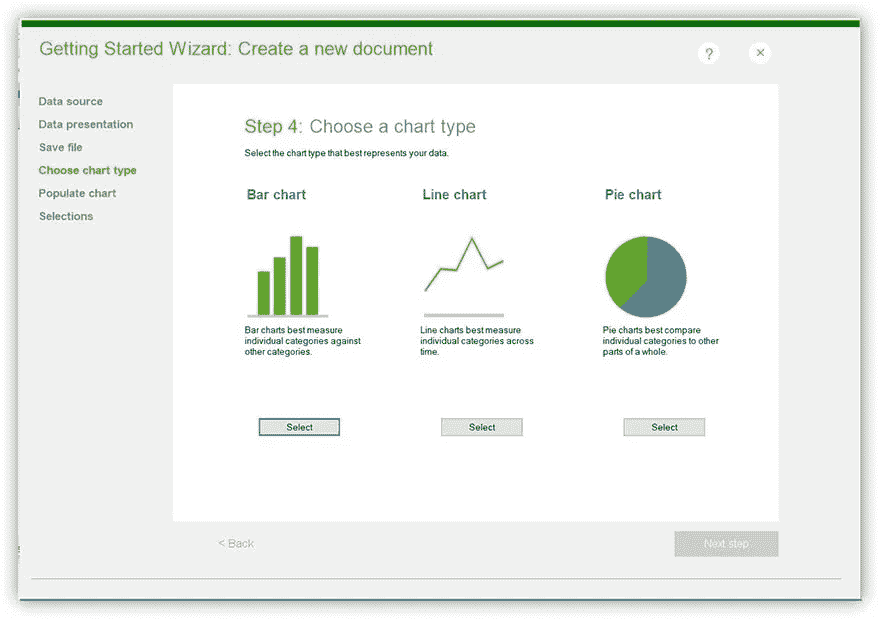 Getting Started Wizard: Create a new document
?
×
Data source
Data presentation
Save file
Choose chart type
Populate chart
Selections
Step 4: Choose a chart type
Select the chart type that best represents your data.
Bar chart
Line chart
Pie chart
Bar charts best measure
individual categories against
other categories.
Line charts best measure
individual categories across
time.
Pie charts best compare
individual categories to other
parts of a whole.
Select
Select
Select
< Back
Next step